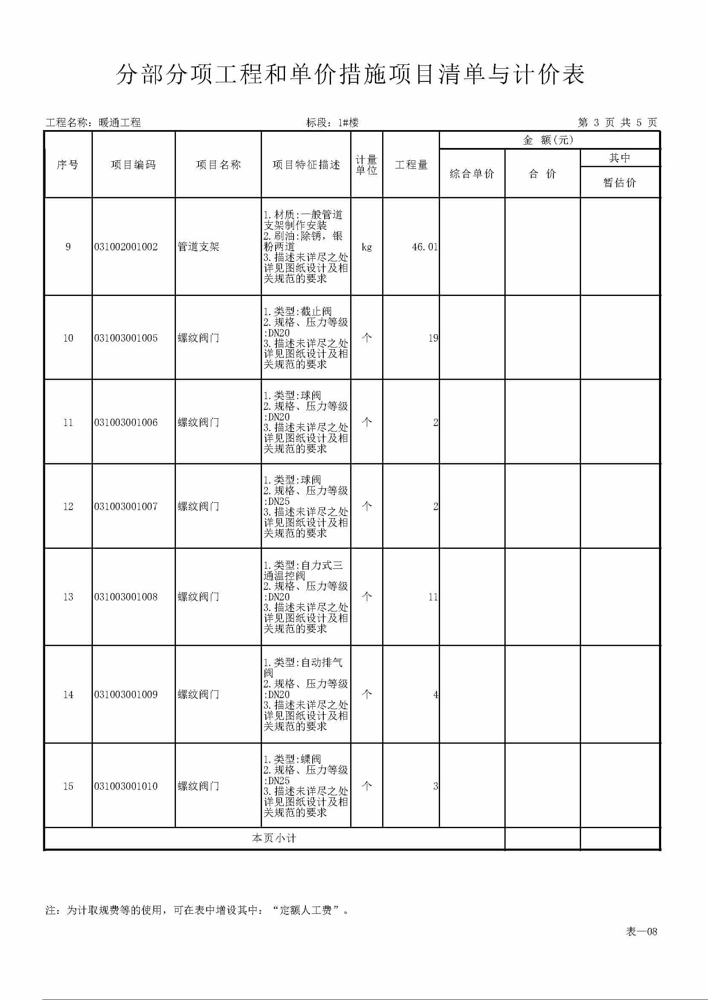 分部分项工程和单价措施项目清单与计价表
工程名称：暖通工程 标段：1#楼 第 3 页 共 5 页
序号 项目编码 项目名称 项目特征描述 计量单位 工程量 金 额(元)
综合单价 合 价 其中
暂估价
9 031002001002 管道支架
1.材质:一般管道
支架制作安装
2.刷油:除锈，银
粉两道
3.描述未详尽之处
详见图纸设计及相
关规范的要求
kg 46.01
10 031003001005 螺纹阀门
1.类型:截止阀
2.规格、压力等级
:DN20
3.描述未详尽之处
详见图纸设计及相
关规范的要求
个 19
11 031003001006 螺纹阀门
1.类型:球阀
2.规格、压力等级
:DN20
3.描述未详尽之处
详见图纸设计及相
关规范的要求
个 2
12 031003001007 螺纹阀门
1.类型:球阀
2.规格、压力等级
:DN25
3.描述未详尽之处
详见图纸设计及相
关规范的要求
个 2
13 031003001008 螺纹阀门
1.类型:自力式三
通温控阀
2.规格、压力等级
:DN20
3.描述未详尽之处
详见图纸设计及相
关规范的要求
个 11
14 031003001009 螺纹阀门
1.类型:自动排气
阀
2.规格、压力等级
:DN20
3.描述未详尽之处
详见图纸设计及相
关规范的要求
个 4
15 031003001010 螺纹阀门
1.类型:蝶阀
2.规格、压力等级
:DN25
3.描述未详尽之处
详见图纸设计及相
关规范的要求
个 3
本页小计
注：为计取规费等的使用，可在表中增设其中：“定额人工费”。
表—08